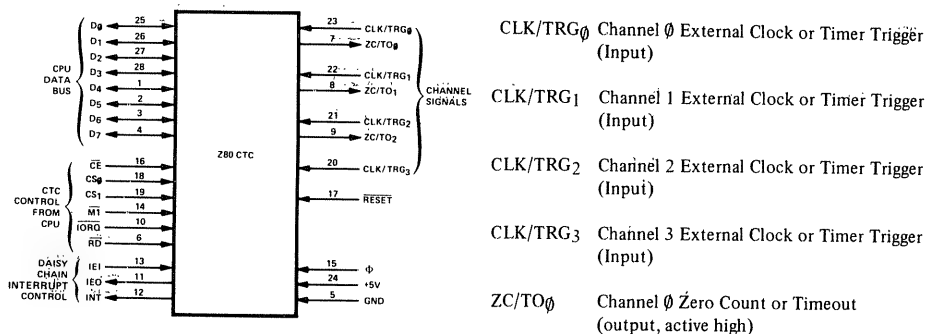 25
D0
26
D1
27
D2
28
D3
1
D4
2
D5
3
D6
4
D7
CPU
DATA
BUS
16
CE
18
CS0
19
CS1
14
M1
10
IORQ
6
RD
CTC
CONTROL
FROM
CPU
13
IEI
11
IEO
12
INT
DAISY
CHAIN
INTERRUPT
CONTROL
Z80 CTC
23
CLK/TRG0
7
ZC/TO0
22
CLK/TRG1
8
ZC/TO1
21
CLK/TRG2
9
ZC/TO2
20
CLK/TRG3
CHANNEL
SIGNALS
17
RESET
15
Φ
24
+5V
5
GND
CLK/TRGφ Channel φ External Clock or Timer Trigger
(Input)
CLK/TRG1 Channel 1 External Clock or Timer Trigger
(Input)
CLK/TRG2 Channel 2 External Clock or Timer Trigger
(Input)
CLK/TRG3 Channel 3 External Clock or Timer Trigger
(Input)
ZC/TOφ Channel φ Zero Count or Timeout
(output, active high)